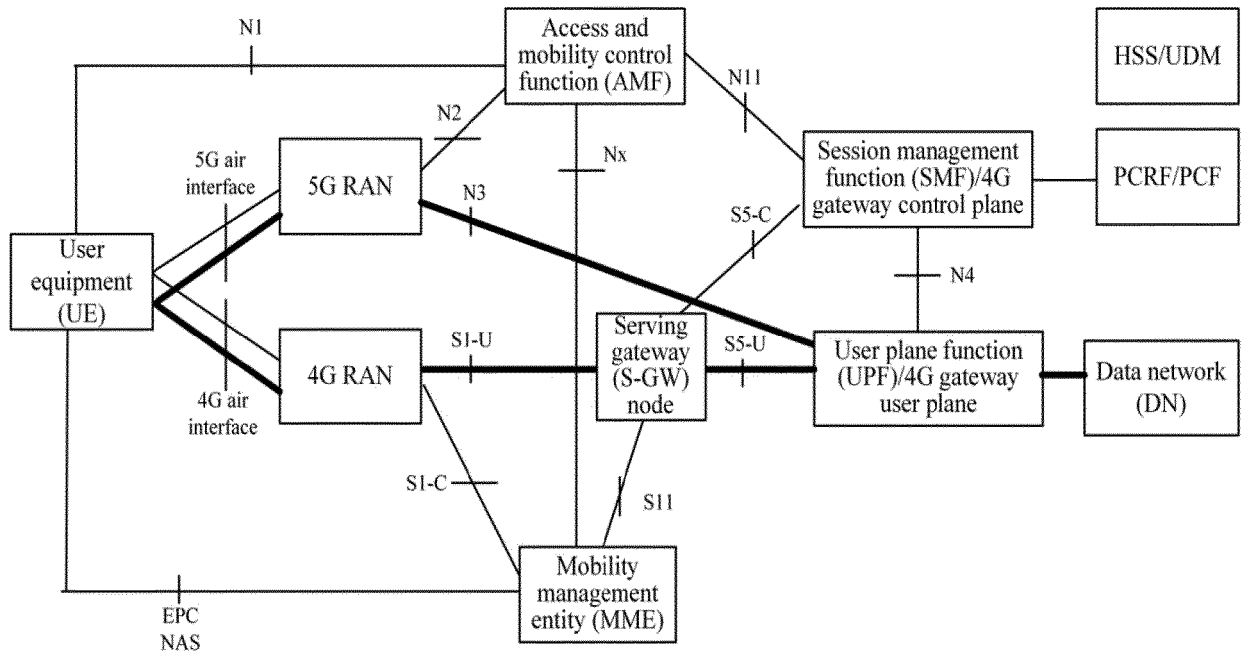 N1
Access and
mobility control
function (AMF)
HSS/UDM
N11
N2
5G air
interface
5G RAN
Nx
Session management
function (SMF)/4G
gateway control plane
PCRF/PCF
N3
S5-C
User
equipment
(UE)
N4
4G RAN
S1-U
Serving
gateway
(S-GW)
node
S5-U
User plane function
(UPF)/4G gateway
user plane
Data network
(DN)
4G air
interface
S1-C
S11
Mobility
management
entity (MME)
EPC
NAS